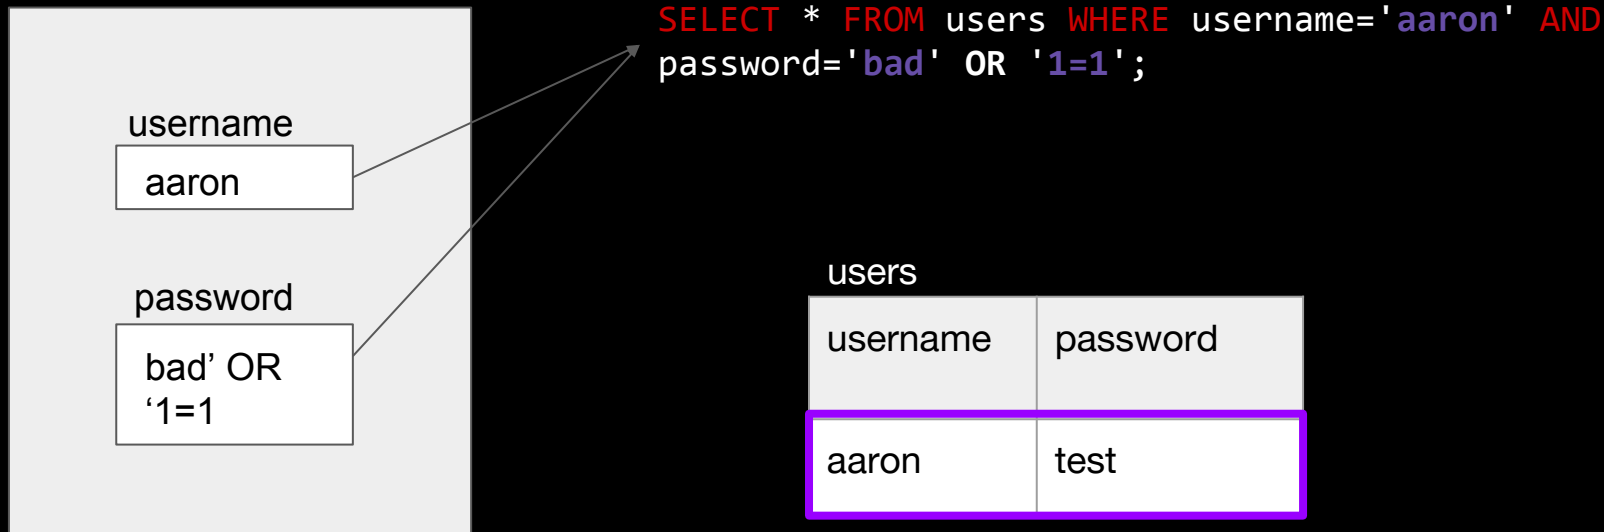 SELECT * FROM users WHERE username='aaron' AND
password='bad' OR '1=1';
username
aaron
password
bad’ OR
‘1=1
users
username password
aaron test